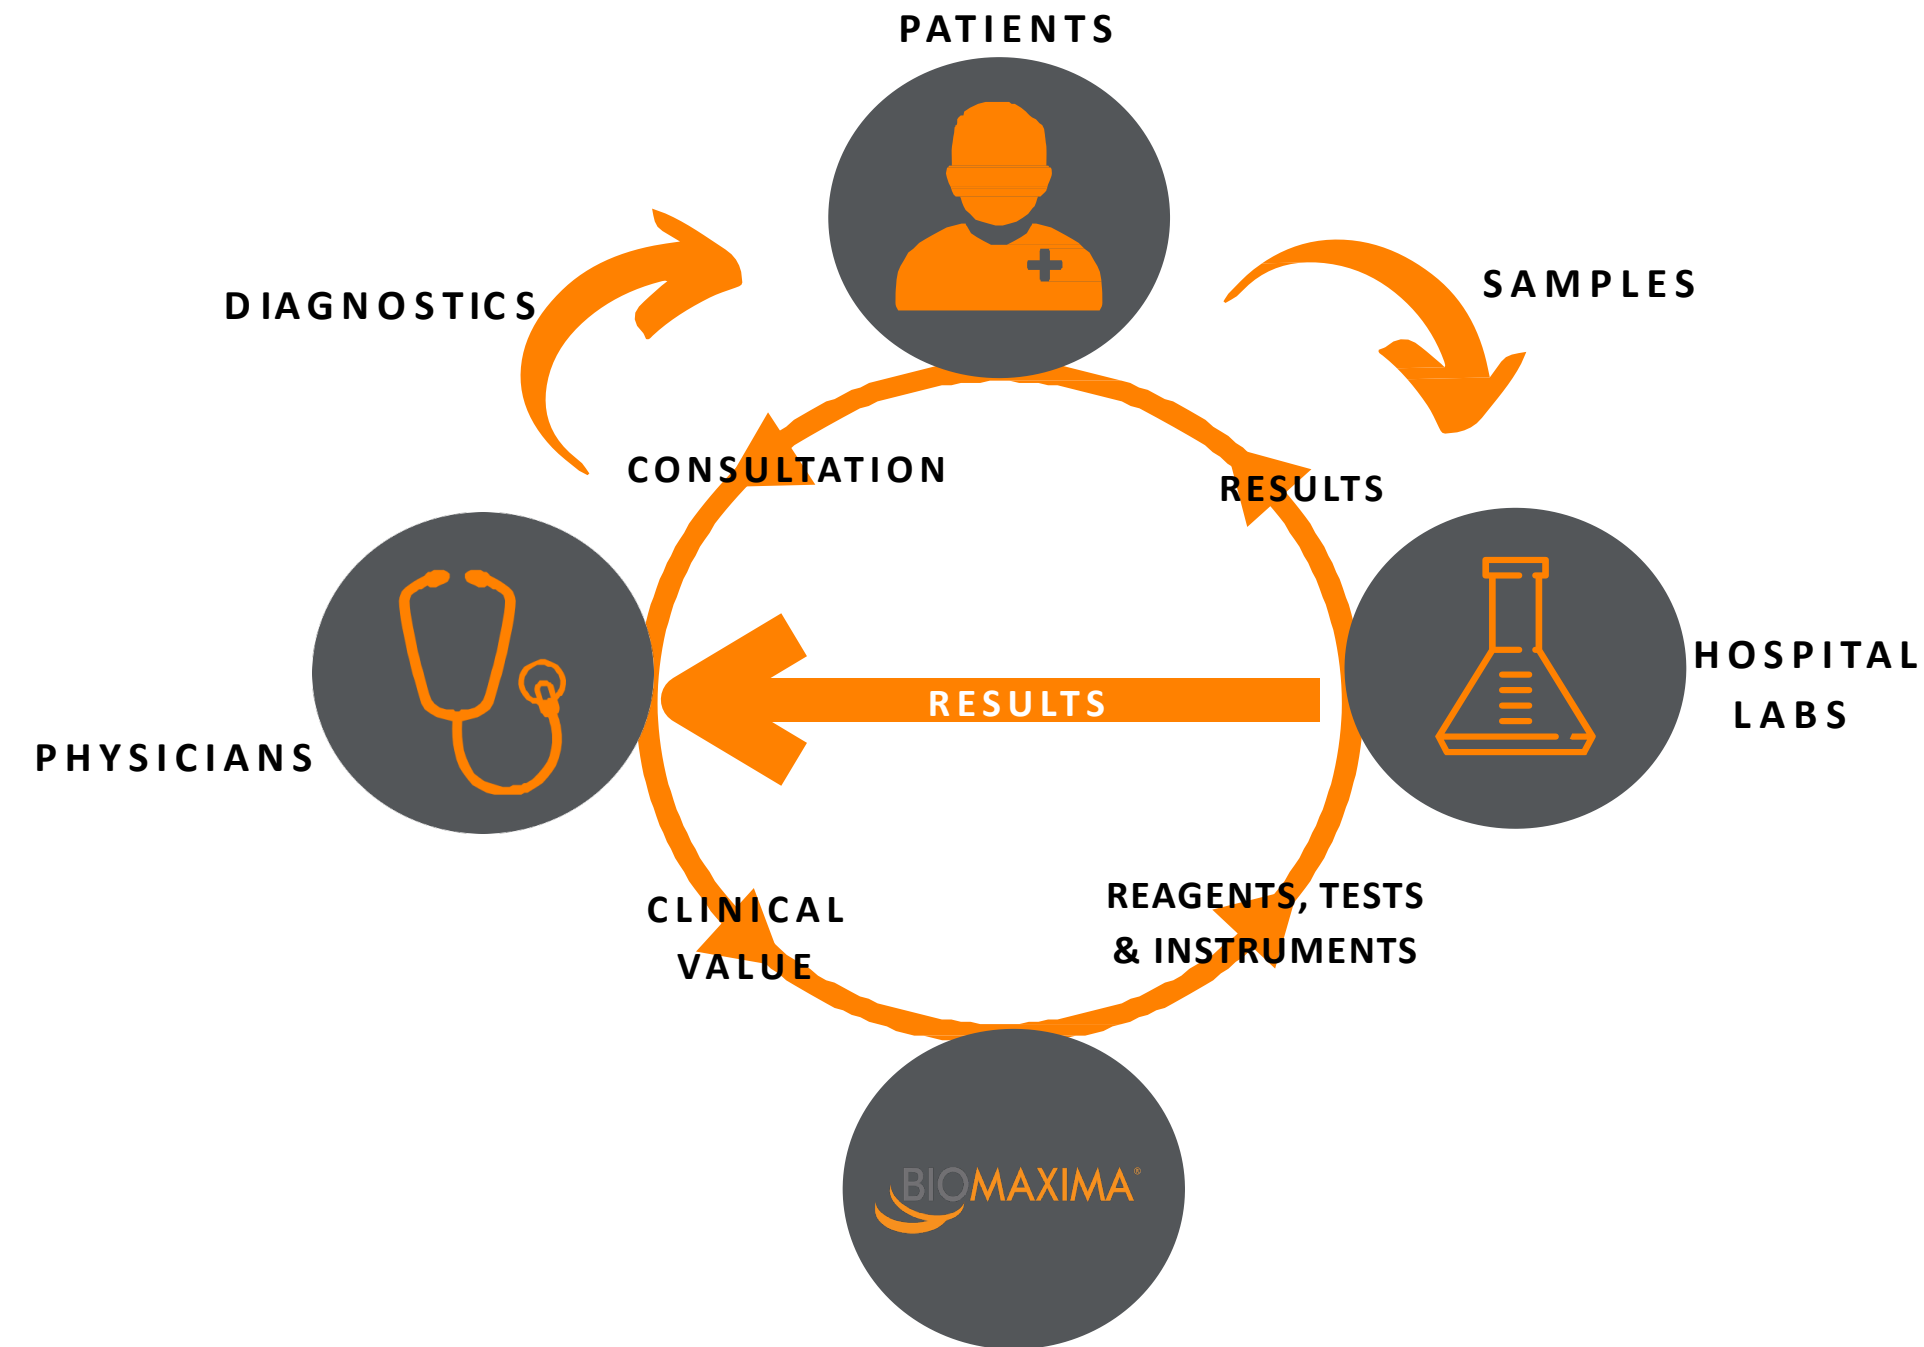 PATIENTS
SAMPLES
DIAGNOSTICS
CONSULTATION
RESULTS
HOSPITAL
LABS
RESULTS
PHYSICIANS
CLINICAL
VALUE
REAGENTS, TESTS
& INSTRUMENTS
BIOMAXIMA®